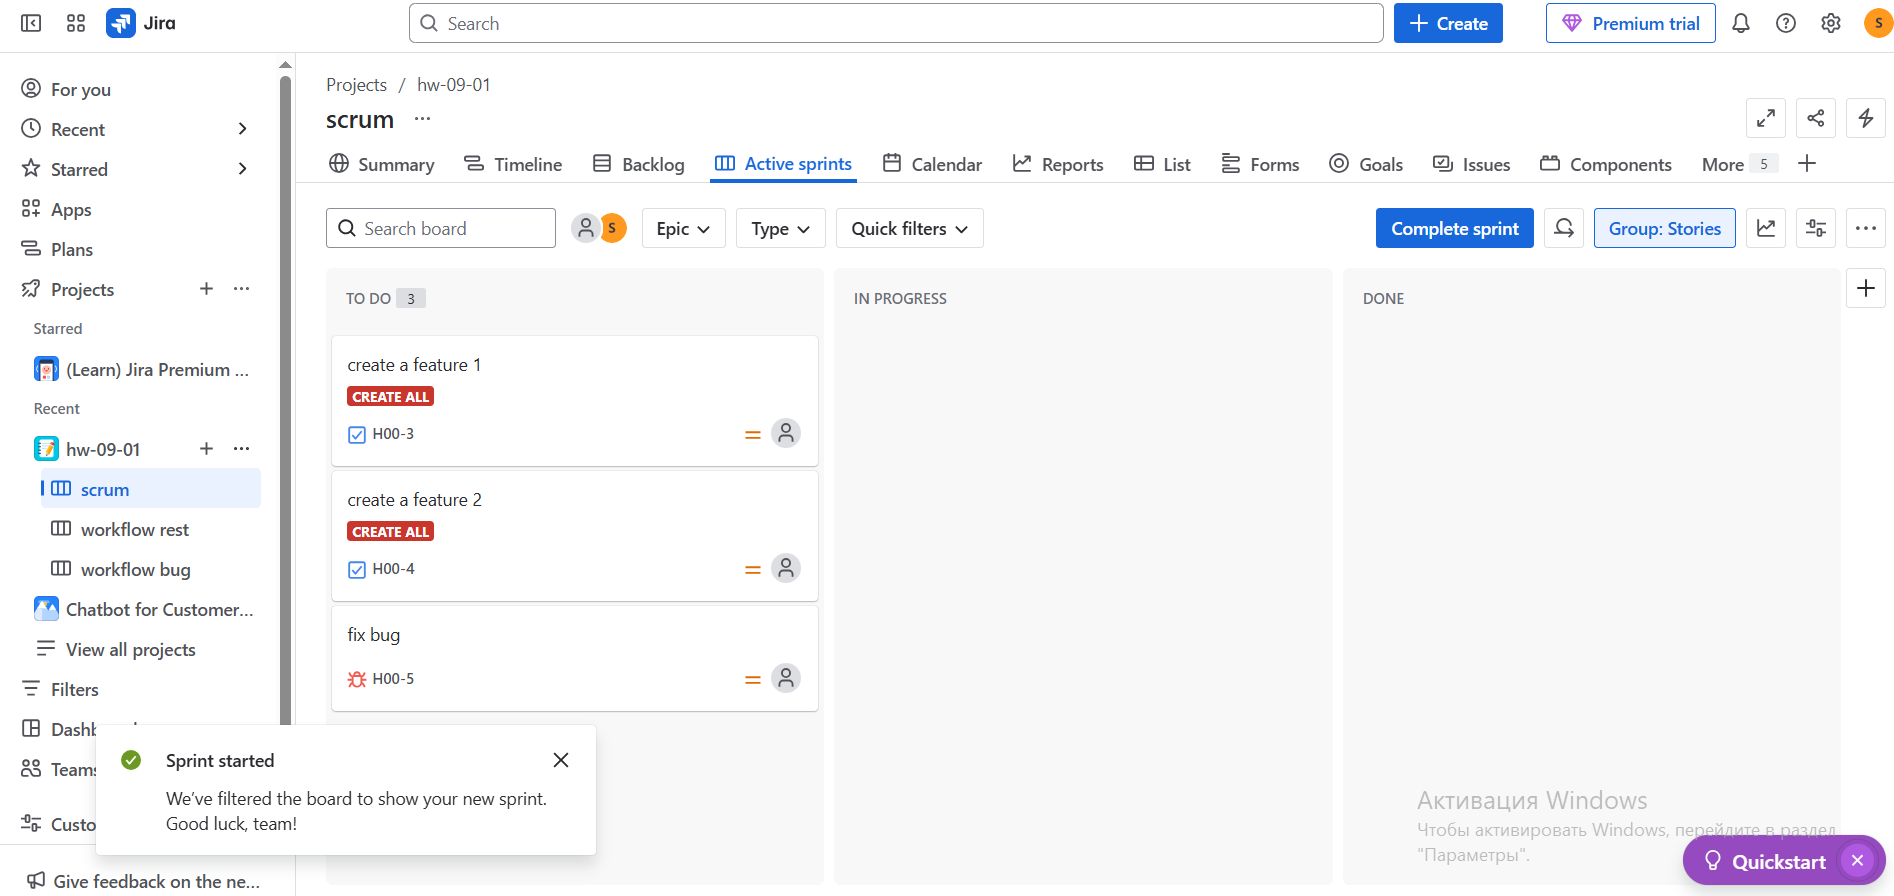 Jira
Search
Create
Premium trial
S
For you
Recent
Starred
Apps
Plans
Projects
Starred
(Learn) Jira Premium ...
Recent
hw-09-01
scrum
workflow rest
workflow bug
Chatbot for Customer...
View all projects
Filters
Teams
Give feedback on the ne...
Projects / hw-09-01
scrum
Summary
Timeline
Backlog
Active sprints
Calendar
Reports
List
Forms
Goals
Issues
Components
More 5
Search board
S
Epic
Type
Quick filters
Complete sprint
Group: Stories
TO DO 3
IN PROGRESS
DONE
create a feature 1
CREATE ALL
H00-3
create a feature 2
CREATE ALL
H00-4
fix bug
H00-5
Sprint started
We've filtered the board to show your new sprint.
Good luck, team!
Активация Windows
Чтобы активировать Windows, перейдите в раздел
"Параметры".
Quickstart